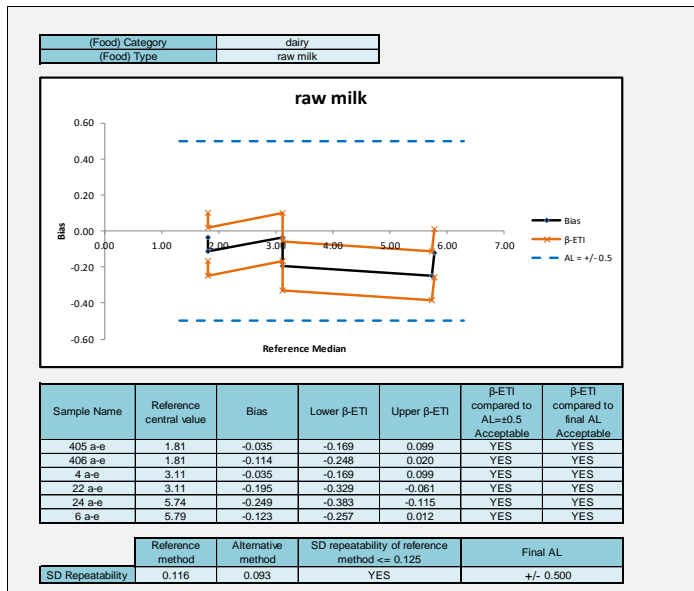 (Food) Category dairy
(Food) Type raw milk
raw milk
0.60
0.40
0.20
0.00
-0.20
-0.40
-0.60
0.00 1.00 2.00 3.00 4.00 5.00 6.00 7.00
Bias
Reference Median
Bias
β-ETI
AL = +/- 0.5
Sample Name Reference central value Bias Lower β-ETI Upper β-ETI β-ETI compared to AL=±0.5 Acceptable β-ETI compared to final AL Acceptable
405 a-e 1.81 -0.035 -0.169 0.099 YES YES
406 a-e 1.81 -0.114 -0.248 0.020 YES YES
4 a-e 3.11 -0.035 -0.169 0.099 YES YES
22 a-e 3.11 -0.195 -0.329 -0.061 YES YES
24 a-e 5.74 -0.249 -0.383 -0.115 YES YES
6 a-e 5.79 -0.123 -0.257 0.012 YES YES
Reference method Alternative method SD repeatability of reference method <= 0.125 Final AL
SD Repeatability 0.116 0.093 YES +/- 0.500